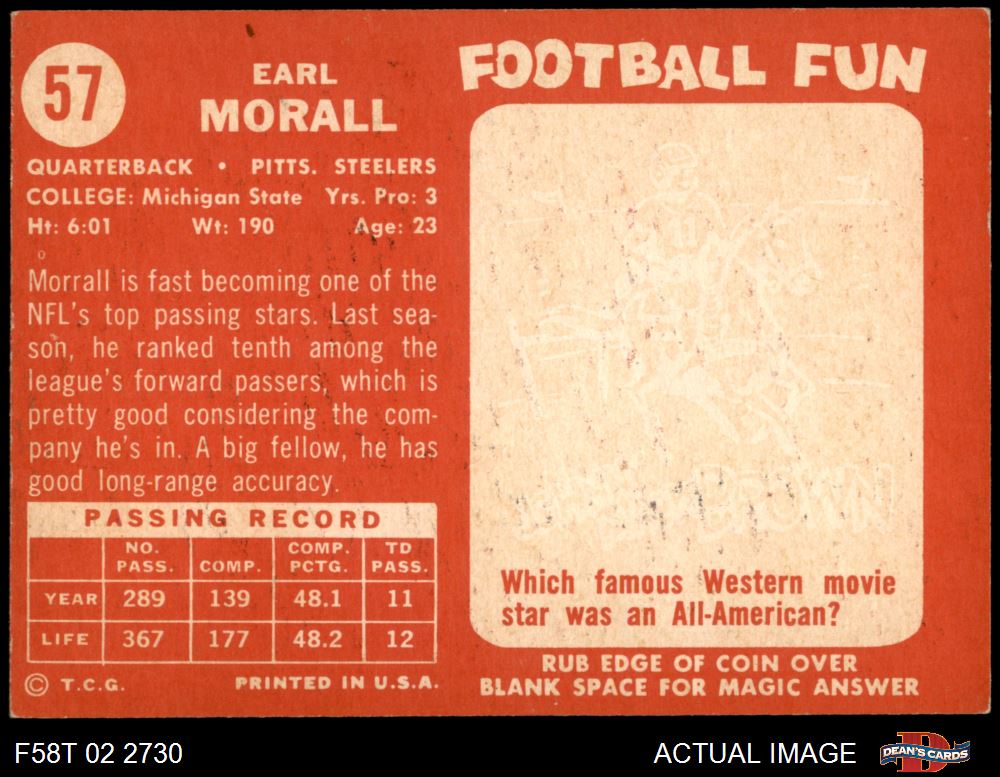 57
EARL
MORALL
QUARTERBACK • PITTS. STEELERS
COLLEGE: Michigan State Yrs. Pro: 3
Ht: 6:01 Wt: 190 Age: 23
Morrall is fast becoming one of the
NFL's top passing stars. Last sea-
son, he ranked tenth among the
league's forward passers, which is
pretty good considering the com-
pany he's in. A big fellow, he has
good long-range accuracy.
PASSING RECORD
NO. PASS. COMP. COMP. PCTG. TD PASS.
YEAR 289 139 48.1 11
LIFE 367 177 48.2 12
© T.C.G. PRINTED IN U.S.A.
FOOTBALL FUN
11
BROWN
Which famous Western movie
star was an All-American?
RUB EDGE OF COIN OVER
BLANK SPACE FOR MAGIC ANSWER
F58T 02 2730
ACTUAL IMAGE
DEAN'S CARDS